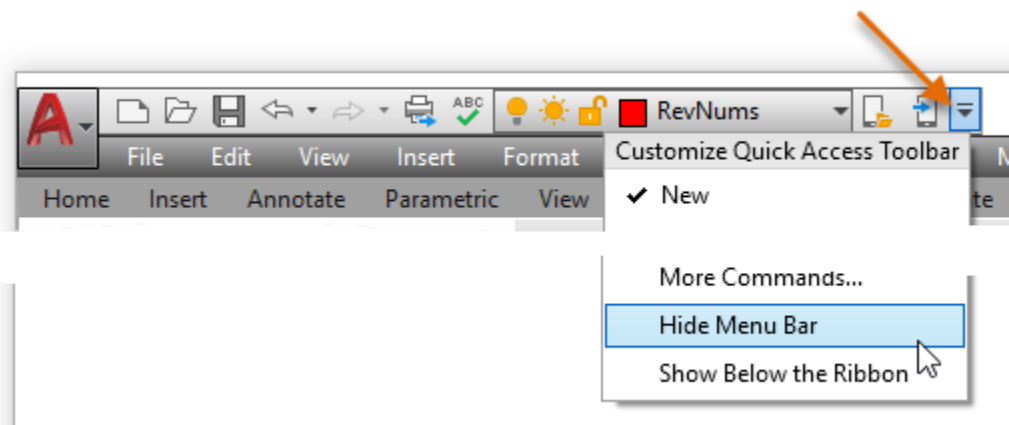 ABC
RevNums
File Edit View Insert Format
Customize Quick Access Toolbar
Home Insert Annotate Parametric View
New
More Commands...
Hide Menu Bar
Show Below the Ribbon